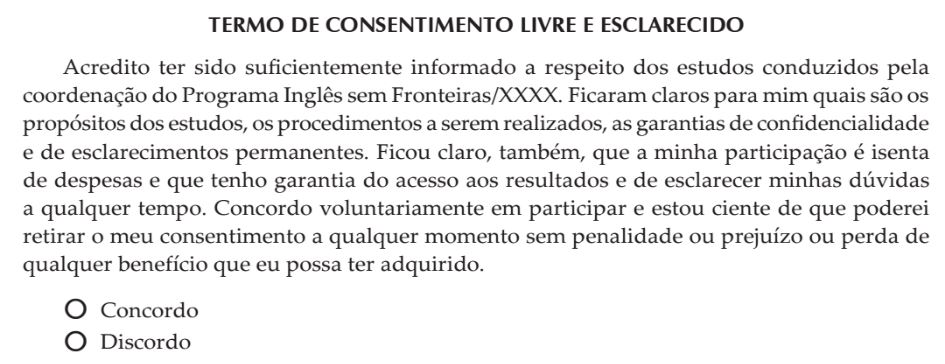 TERMO DE CONSENTIMENTO LIVRE E ESCLARECIDO
Acredito ter sido suficientemente informado a respeito dos estudos conduzidos pela
coordenação do Programa Inglês sem Fronteiras/XXXX. Ficaram claros para mim quais são os
propósitos dos estudos, os procedimentos a serem realizados, as garantias de confidencialidade
e de esclarecimentos permanentes. Ficou claro, também, que a minha participação é isenta
de despesas e que tenho garantia do acesso aos resultados e de esclarecer minhas dúvidas
a qualquer tempo. Concordo voluntariamente em participar e estou ciente de que poderei
retirar o meu consentimento a qualquer momento sem penalidade ou prejuízo ou perda de
qualquer benefício que eu possa ter adquirido.
Concordo
Discordo